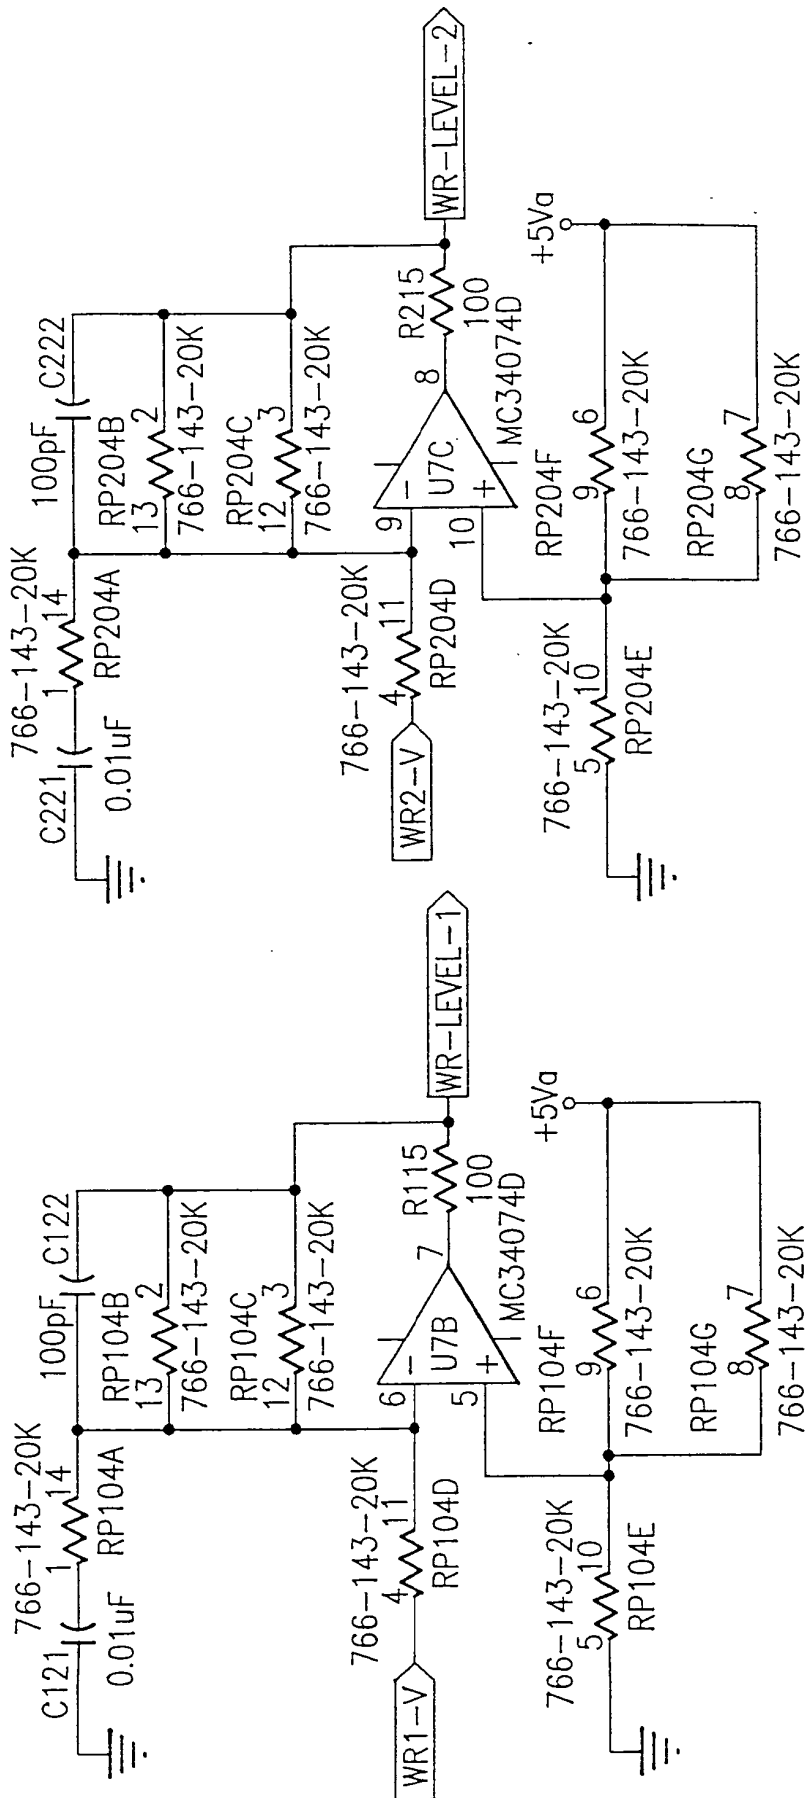 766-143-20K
C121
1
14
100pF
C122
0.01uF
RP104A
RP104B
13
2
766-143-20K
RP104C
12
3
766-143-20K
766-143-20K
4
11
RP104D
WR1-V
6
-
5
+
U7B
7
R115
100
MC34074D
WR-LEVEL-1
766-143-20K
5
10
RP104E
RP104F
9
6
766-143-20K
RP104G
8
7
766-143-20K
+5Va
766-143-20K
C221
1
14
100pF
C222
0.01uF
RP204A
RP204B
13
2
766-143-20K
RP204C
12
3
766-143-20K
766-143-20K
4
11
RP204D
WR2-V
9
-
10
+
U7C
8
R215
100
MC34074D
WR-LEVEL-2
766-143-20K
5
10
RP204E
RP204F
9
6
766-143-20K
RP204G
8
7
766-143-20K
+5Va